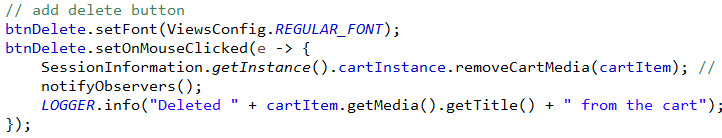 // add delete button
btnDelete.setFont(ViewsConfig.REGULAR_FONT);
btnDelete.setOnMouseClicked(e -> {
    SessionInformation.getInstance().cartInstance.removeCartMedia(cartItem); //
    notifyObservers();
    LOGGER.info("Deleted " + cartItem.getMedia().getTitle() + " from the cart");
});